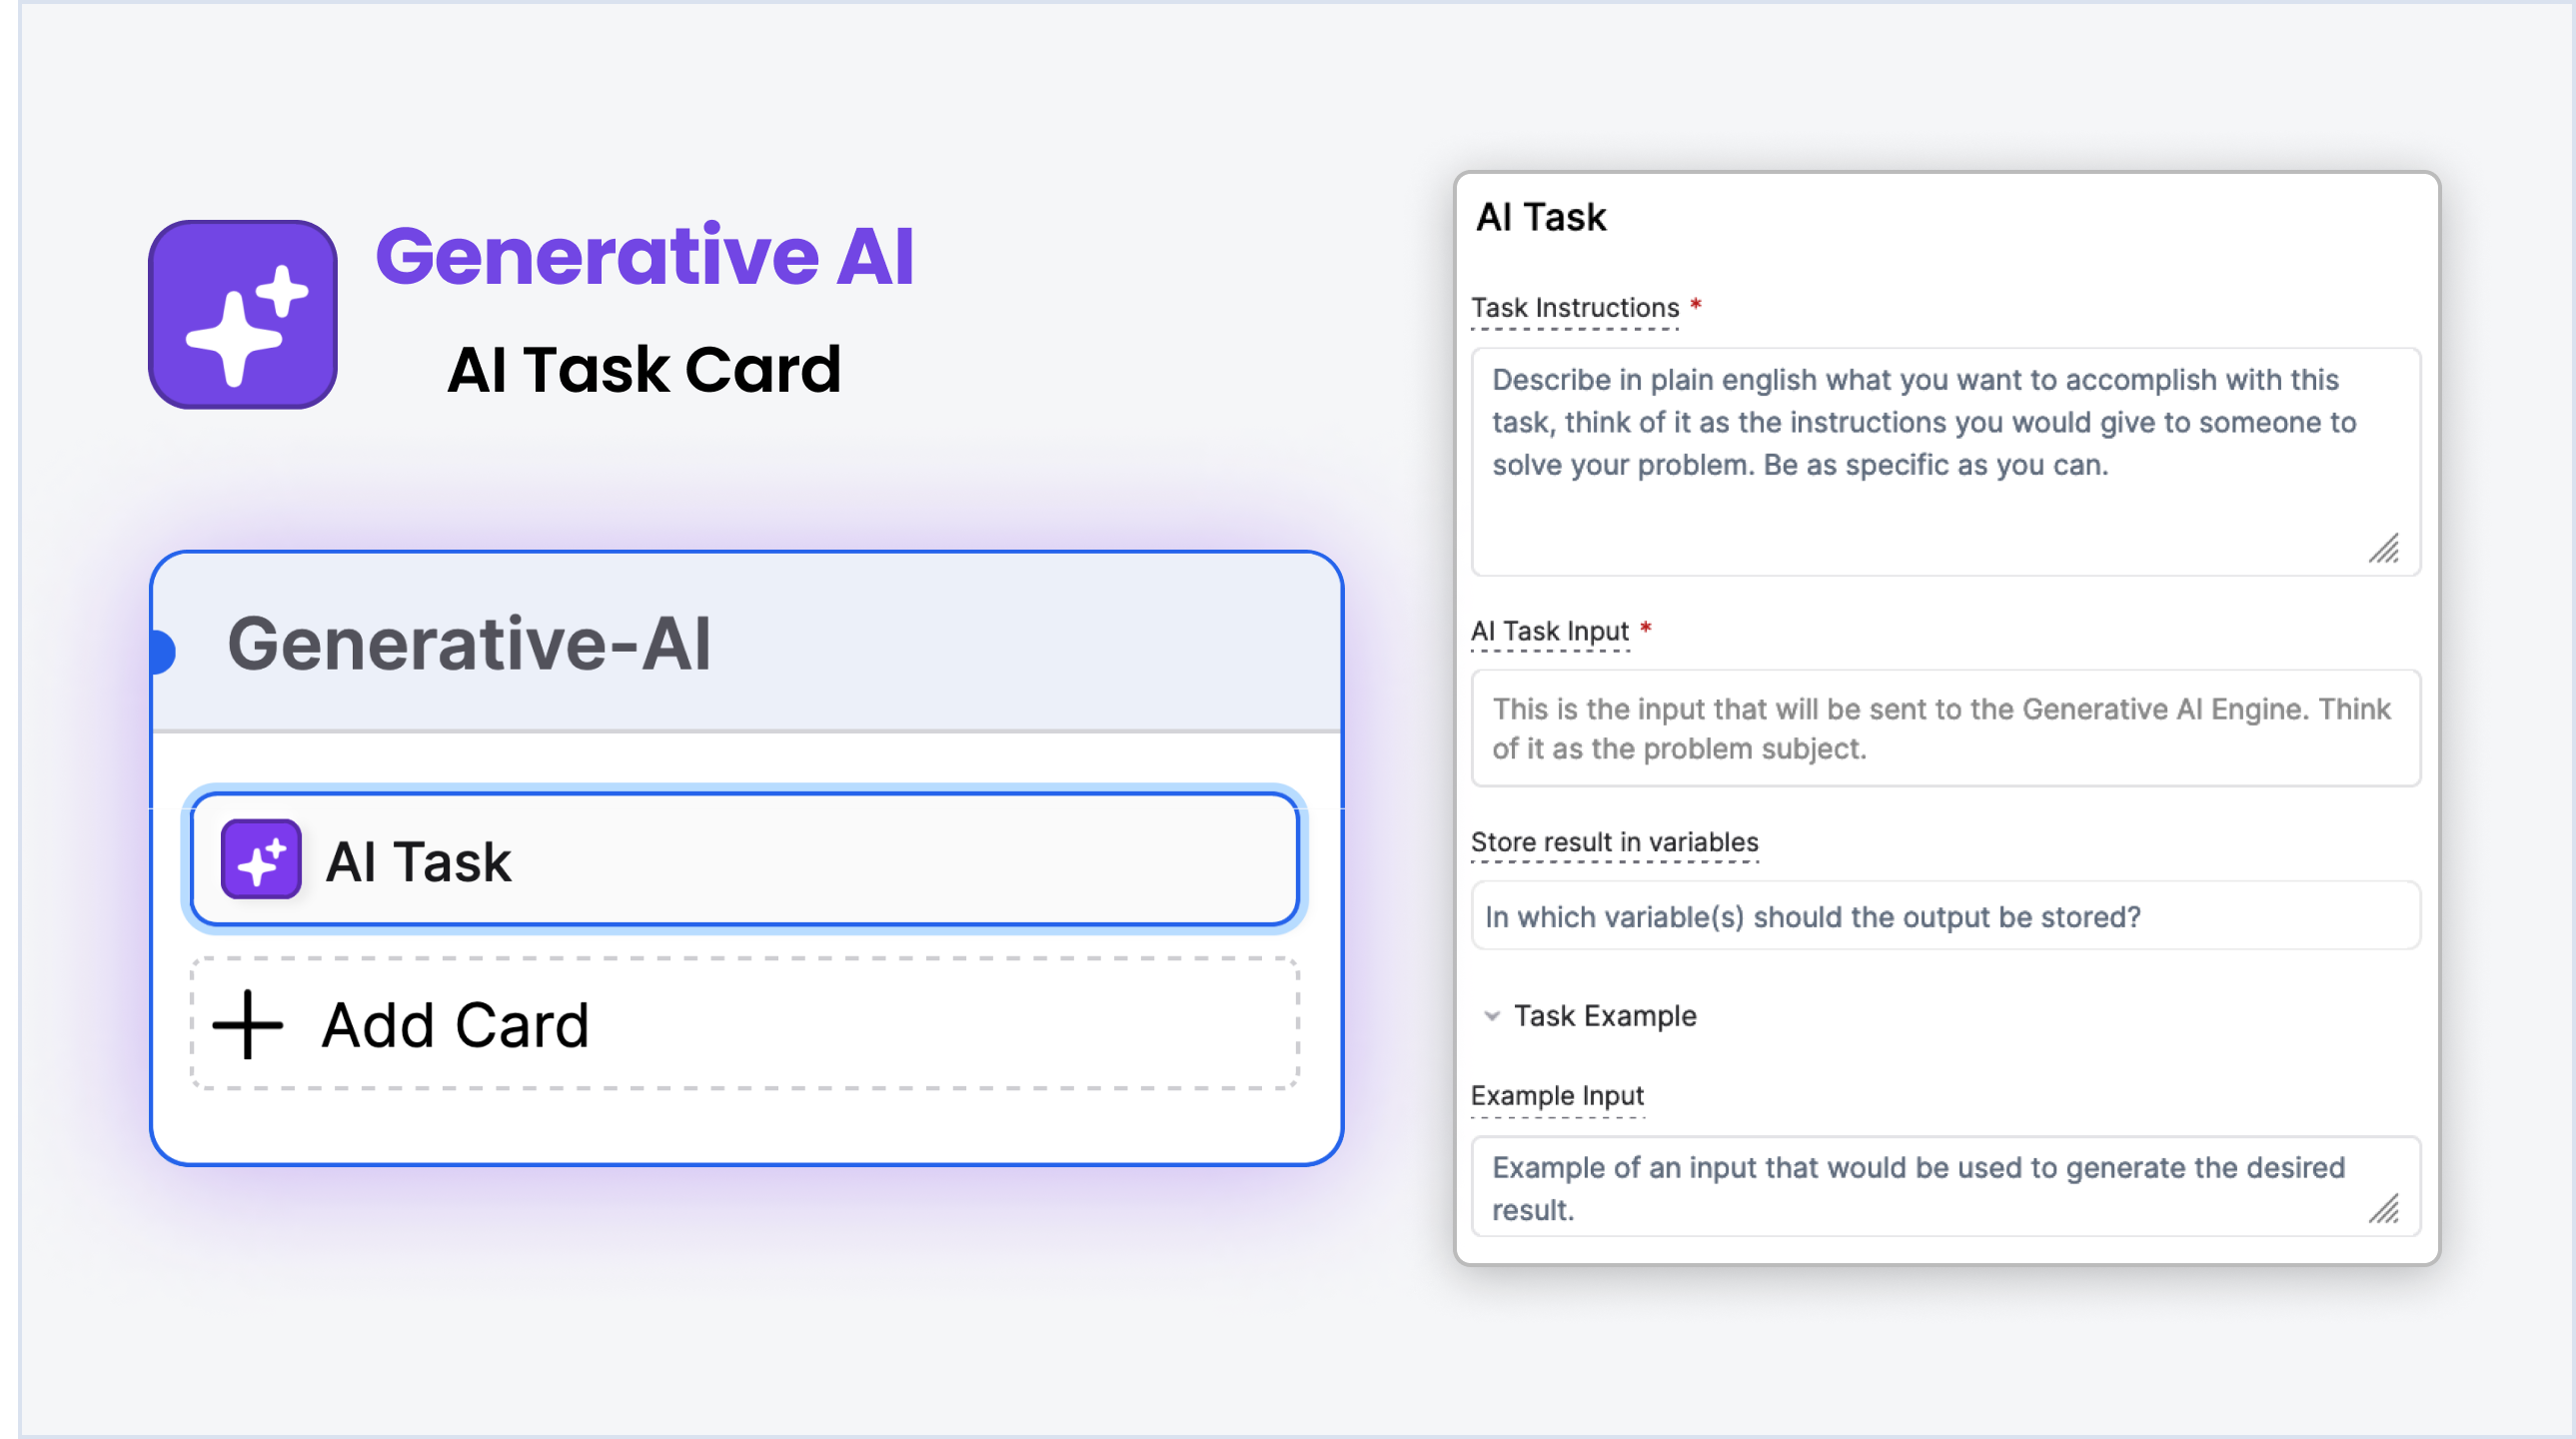 Generative AI
AI Task Card
Generative-AI
AI Task
Add Card
AI Task
Task Instructions *
Describe in plain english what you want to accomplish with this
task, think of it as the instructions you would give to someone to
solve your problem. Be as specific as you can.
AI Task Input *
This is the input that will be sent to the Generative AI Engine. Think
of it as the problem subject.
Store result in variables
In which variable(s) should the output be stored?
Task Example
Example Input
Example of an input that would be used to generate the desired
result.